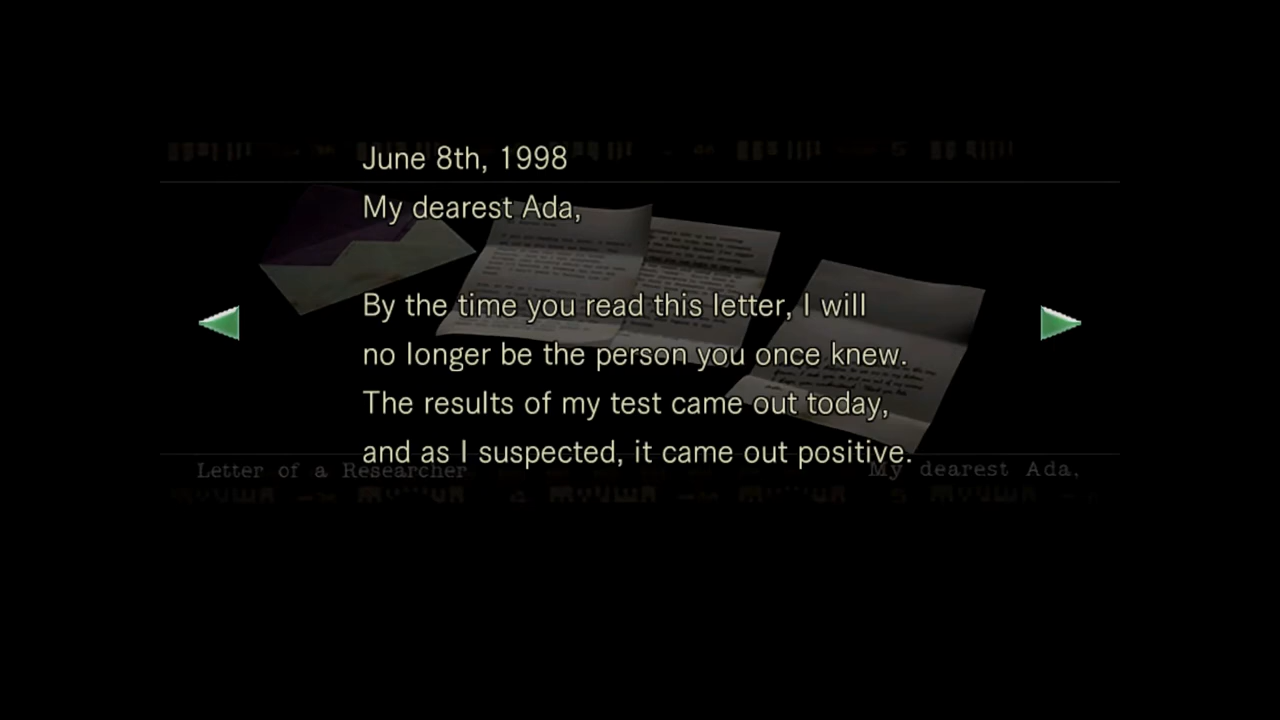 June 8th, 1998
My dearest Ada,
By the time you read this letter, I will
no longer be the person you once knew.
The results of my test came out today,
and as I suspected, it came out positive.
Letter of a Researcher
My dearest Ada,